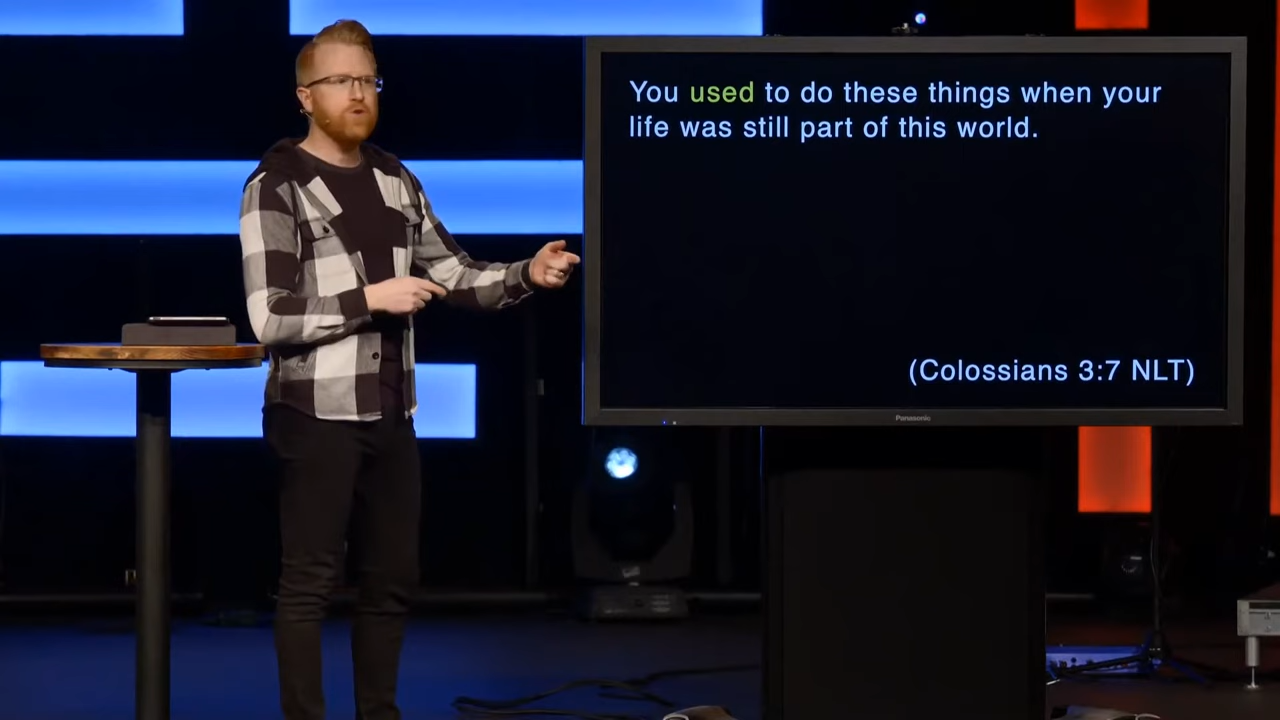 You used to do these things when your
life was still part of this world.
(Colossians 3:7 NLT)
Panasonic